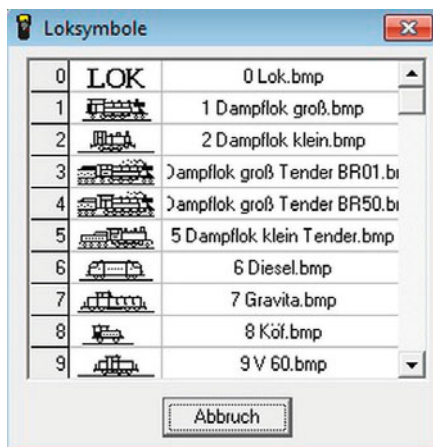 Loksymbole
0 LOK 0 Lok.bmp
1 1 Dampflok groß.bmp
2 2 Dampflok klein.bmp
3 Dampflok groß Tender BR01.b
4 Dampflok groß Tender BR50.b
5 5 Dampflok klein Tender.bmp
6 6 Diesel.bmp
7 7 Gravita.bmp
8 8 Köf.bmp
9 9 V 60.bmp
Abbruch